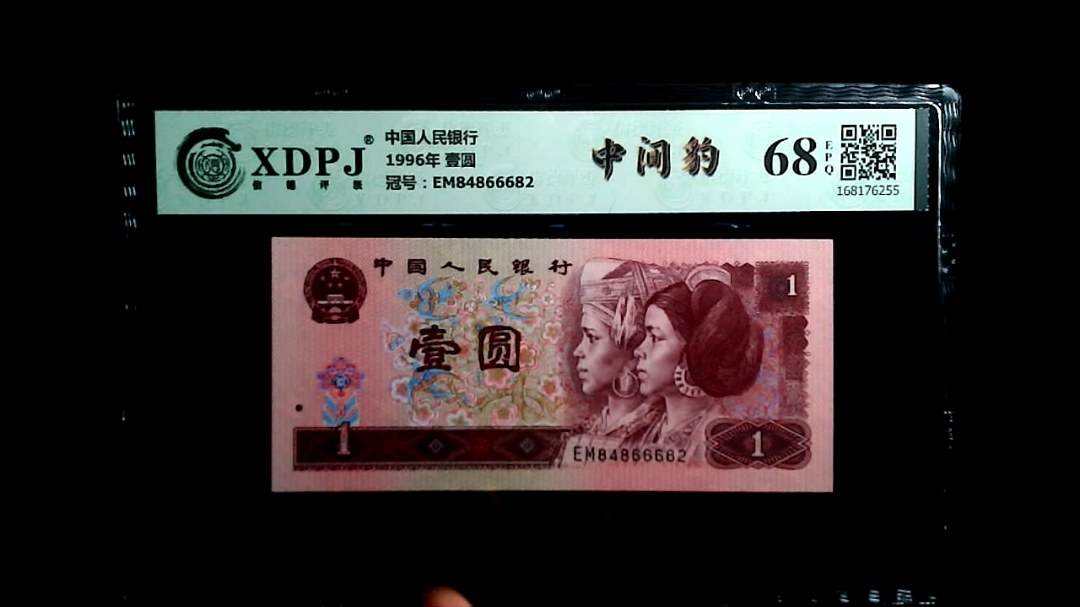 XDPJ®
信德评级
中国人民银行
1996年 壹圆
冠号：EM84866682
中间豹
68
EPQ
168176255
中国人民银行
1
壹圆
1
EM84866682
1